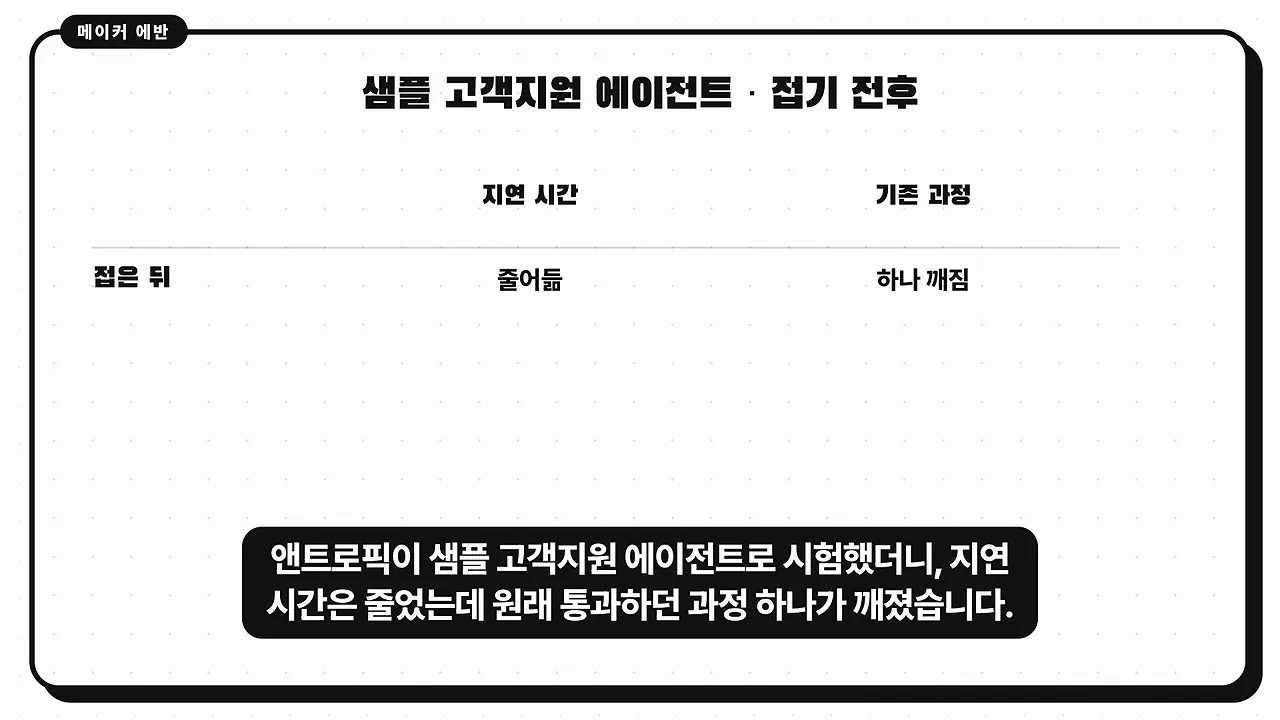 메이커 에반
샘플 고객지원 에이전트 · 접기 전후
지연 시간 기존 과정
접은 뒤 줄어듦 하나 깨짐
앤트로픽이 샘플 고객지원 에이전트로 시험했더니, 지연
시간은 줄었는데 원래 통과하던 과정 하나가 깨졌습니다.